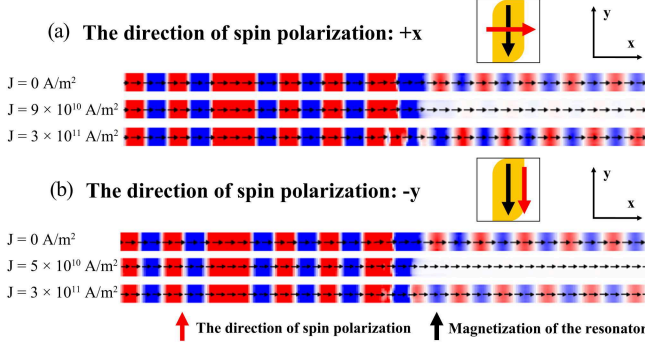 (a) The direction of spin polarization: +x
y
x
J = 0 A/m²
J = 9 × 10¹⁰ A/m²
J = 3 × 10¹¹ A/m²
(b) The direction of spin polarization: -y
y
x
J = 0 A/m²
J = 5 × 10¹⁰ A/m²
J = 3 × 10¹¹ A/m²
The direction of spin polarization
Magnetization of the resonator